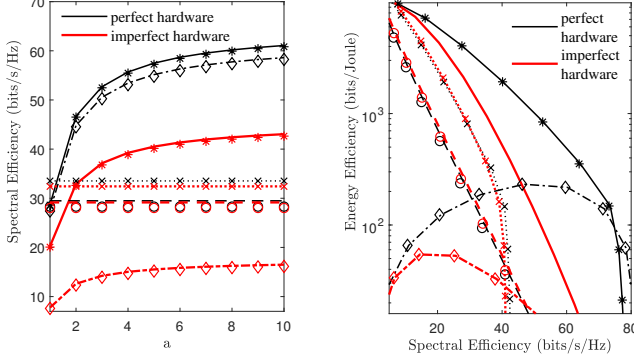 70
60
50
40
30
20
10
2
4
6
8
10
a
Spectral Efficiency (bits/s/Hz)
perfect hardware
imperfect hardware
10³
10²
20
40
60
80
Spectral Efficiency (bits/s/Hz)
Energy Efficiency (bits/Joule)
perfect
hardware
imperfect
hardware